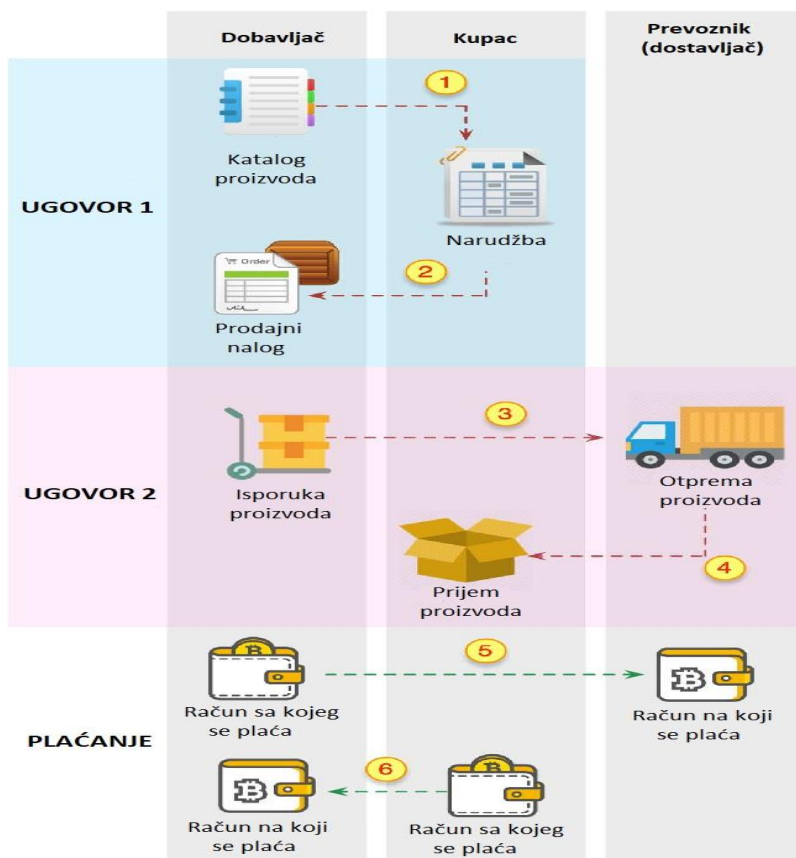 Dobavljač
Kupac
Prevoznik
(dostavljač)
1
Katalog
proizvoda
UGOVOR 1
Narudžba
Order
2
Prodajni
nalog
3
UGOVOR 2
Isporuka
proizvoda
Otprema
proizvoda
4
Prijem
proizvoda
5
Račun sa kojeg
se plaća
Račun na koji
se plaća
PLAĆANJE
6
Račun na koji
se plaća
Račun sa kojeg
se plaća